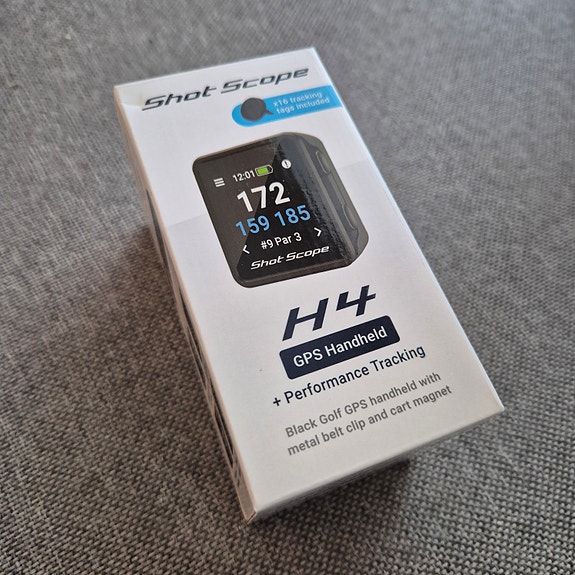 Shot Scope
x16 tracking
tags included
12:01
172
159 185
#9 Par 3
Shot Scope
H4
GPS Handheld
+ Performance Tracking
Black Golf GPS handheld with
metal belt clip and cart magnet